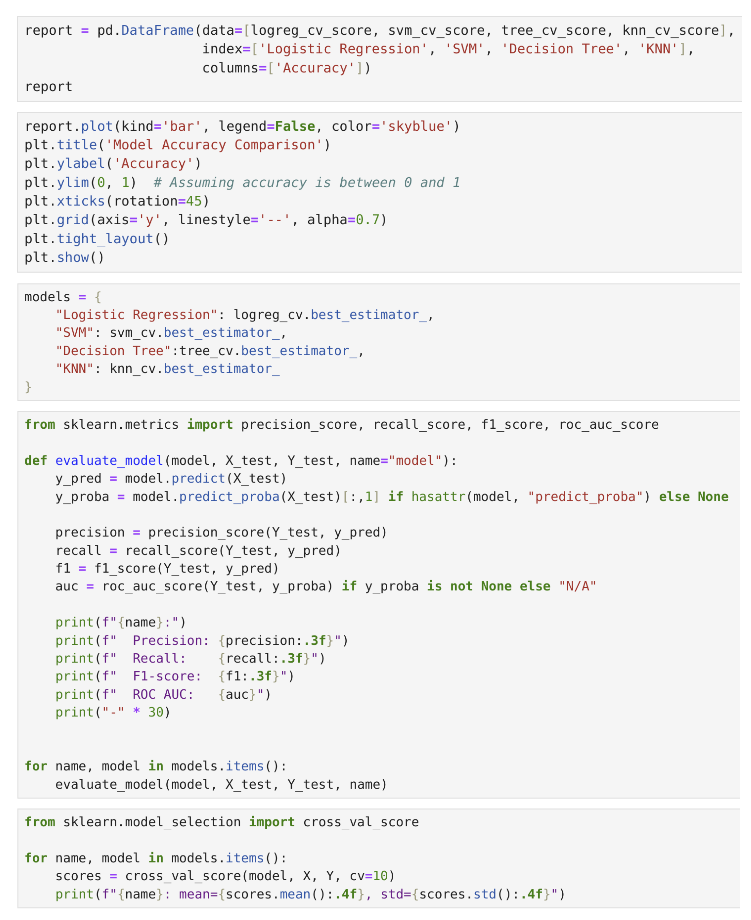 report = pd.DataFrame(data=[logreg_cv_score, svm_cv_score, tree_cv_score, knn_cv_score],
                       index=['Logistic Regression', 'SVM', 'Decision Tree', 'KNN'],
                       columns=['Accuracy'])
report
report.plot(kind='bar', legend=False, color='skyblue')
plt.title('Model Accuracy Comparison')
plt.ylabel('Accuracy')
plt.ylim(0, 1)  # Assuming accuracy is between 0 and 1
plt.xticks(rotation=45)
plt.grid(axis='y', linestyle='--', alpha=0.7)
plt.tight_layout()
plt.show()
models = {
    "Logistic Regression": logreg_cv.best_estimator_,
    "SVM": svm_cv.best_estimator_,
    "Decision Tree":tree_cv.best_estimator_,
    "KNN": knn_cv.best_estimator_
}
from sklearn.metrics import precision_score, recall_score, f1_score, roc_auc_score
def evaluate_model(model, X_test, Y_test, name="model"):
    y_pred = model.predict(X_test)
    y_proba = model.predict_proba(X_test)[:,1] if hasattr(model, "predict_proba") else None
    precision = precision_score(Y_test, y_pred)
    recall = recall_score(Y_test, y_pred)
    f1 = f1_score(Y_test, y_pred)
    auc = roc_auc_score(Y_test, y_proba) if y_proba is not None else "N/A"
    print(f"{name}:")
    print(f"  Precision: {precision:.3f}")
    print(f"  Recall:    {recall:.3f}")
    print(f"  F1-score:  {f1:.3f}")
    print(f"  ROC AUC:   {auc}")
    print("-" * 30)
for name, model in models.items():
    evaluate_model(model, X_test, Y_test, name)
from sklearn.model_selection import cross_val_score
for name, model in models.items():
    scores = cross_val_score(model, X, Y, cv=10)
    print(f"{name}: mean={scores.mean():.4f}, std={scores.std():.4f}")